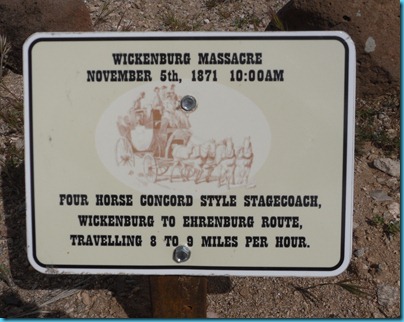 WICKENBURG MASSACRE
NOVEMBER 5th, 1871 10:00AM
FOUR HORSE CONCORD STYLE STAGECOACH,
WICKENBURG TO EHRENBURG ROUTE,
TRAVELLING 8 TO 9 MILES PER HOUR.